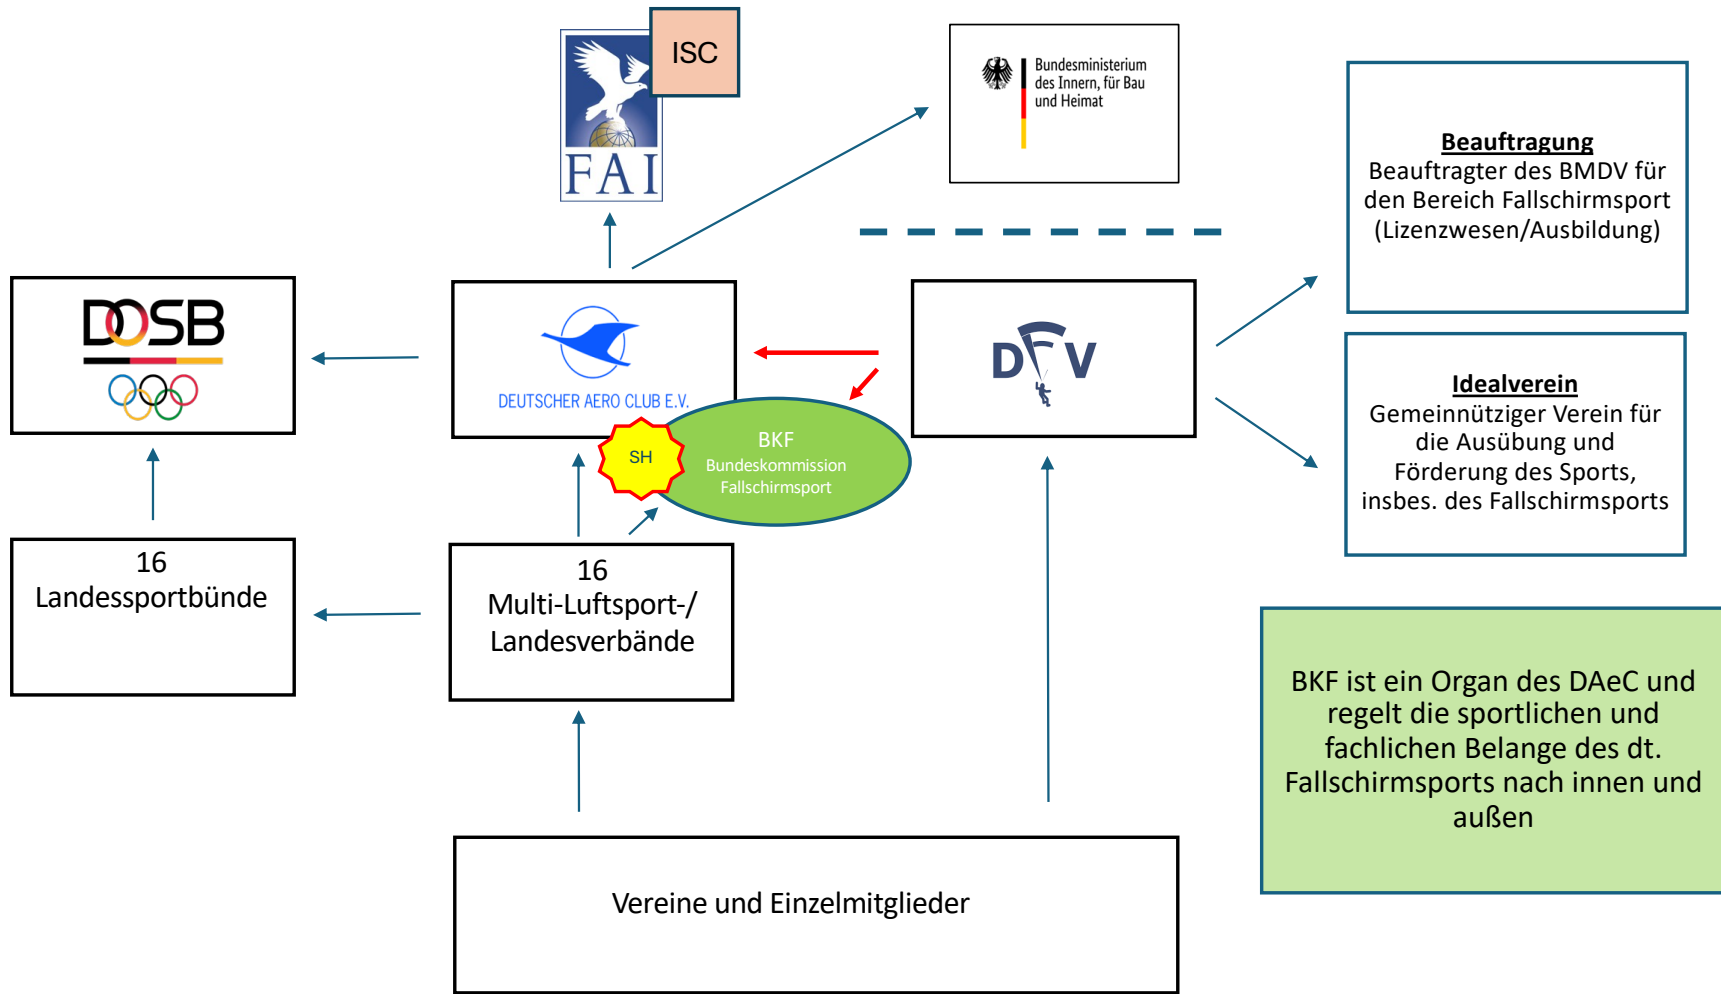 ISC
FAI
Bundesministerium
des Innern, für Bau
und Heimat
Beauftragung
Beauftragter des BMDV für
den Bereich Fallschirmsport
(Lizenzwesen/Ausbildung)
DOSB
DEUTSCHER AERO CLUB E.V.
DFV
Idealverein
Gemeinnütziger Verein für
die Ausübung und
Förderung des Sports,
insbes. des Fallschirmsports
SH
BKF
Bundeskommission
Fallschirmsport
16
Landessportbünde
16
Multi-Luftsport-/
Landesverbände
BKF ist ein Organ des DAeC und
regelt die sportlichen und
fachlichen Belange des dt.
Fallschirmsports nach innen und
außen
Vereine und Einzelmitglieder